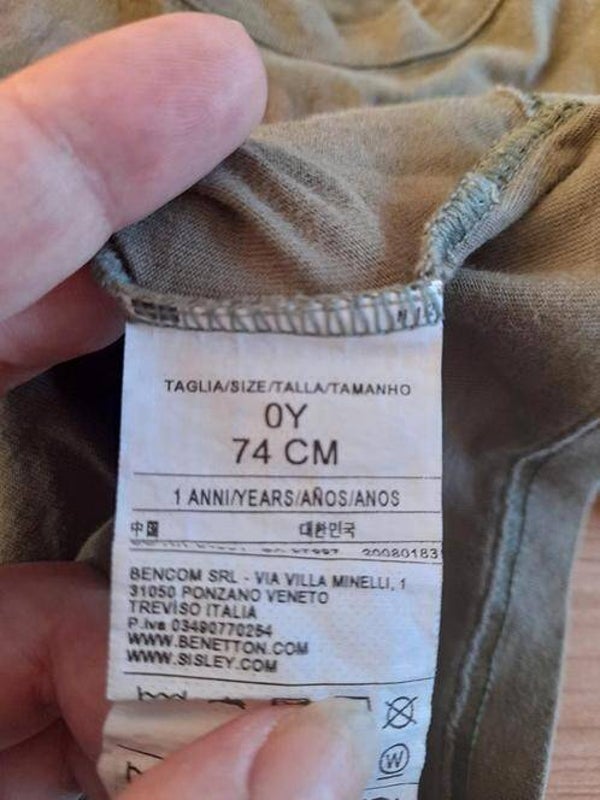 TAGLIA/SIZE/TALLA/TAMANHO
0Y
74 CM
1 ANNI/YEARS/AÑOS/ANOS
中国 대한민국
200801831
BENCOM SRL - VIA VILLA MINELLI, 1
31050 PONZANO VENETO
TREVISO ITALIA
P.Iva 03490770264
WWW.BENETTON.COM
WWW.SISLEY.COM
W